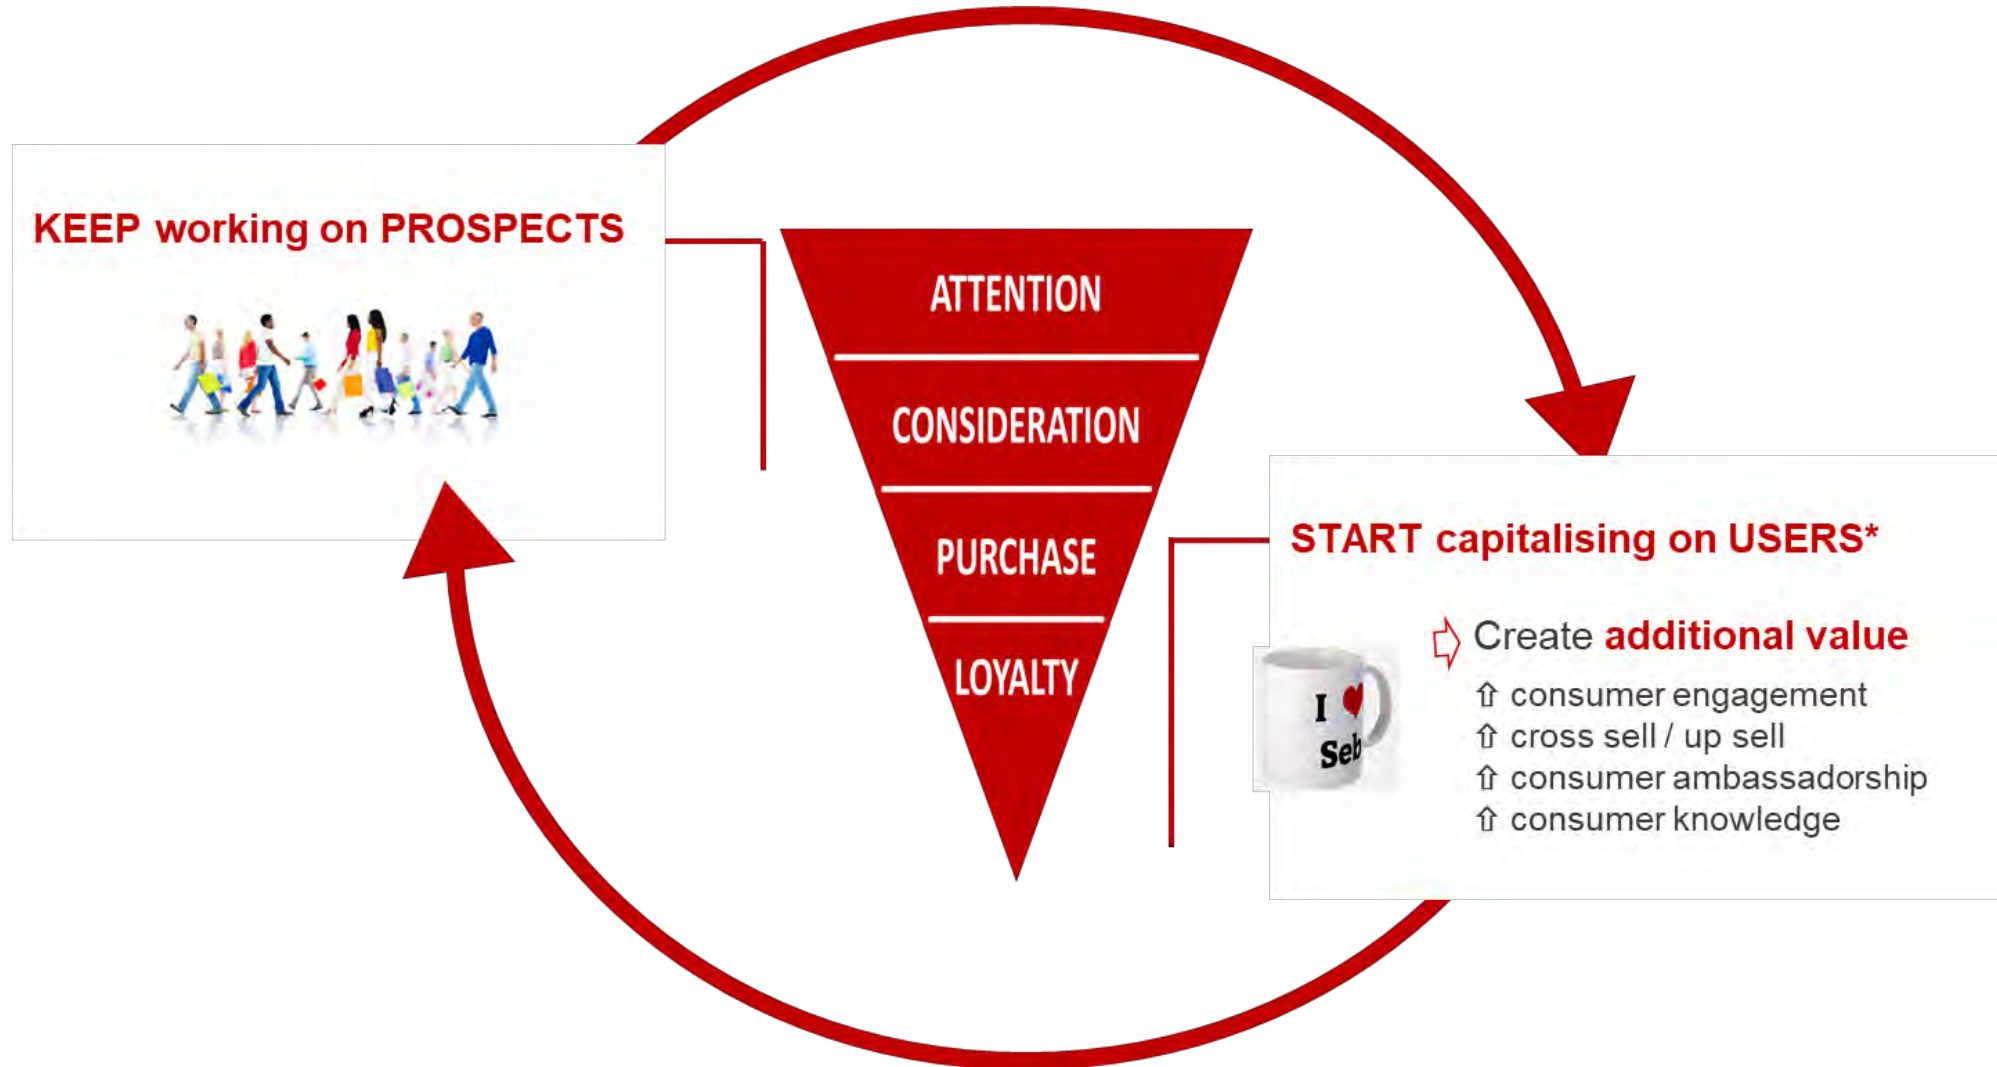 KEEP working on PROSPECTS
ATTENTION
CONSIDERATION
PURCHASE
LOYALTY
START capitalising on USERS*
⇨ Create additional value
⇧ consumer engagement
⇧ cross sell / up sell
⇧ consumer ambassadorship
⇧ consumer knowledge
I ♥
Seb